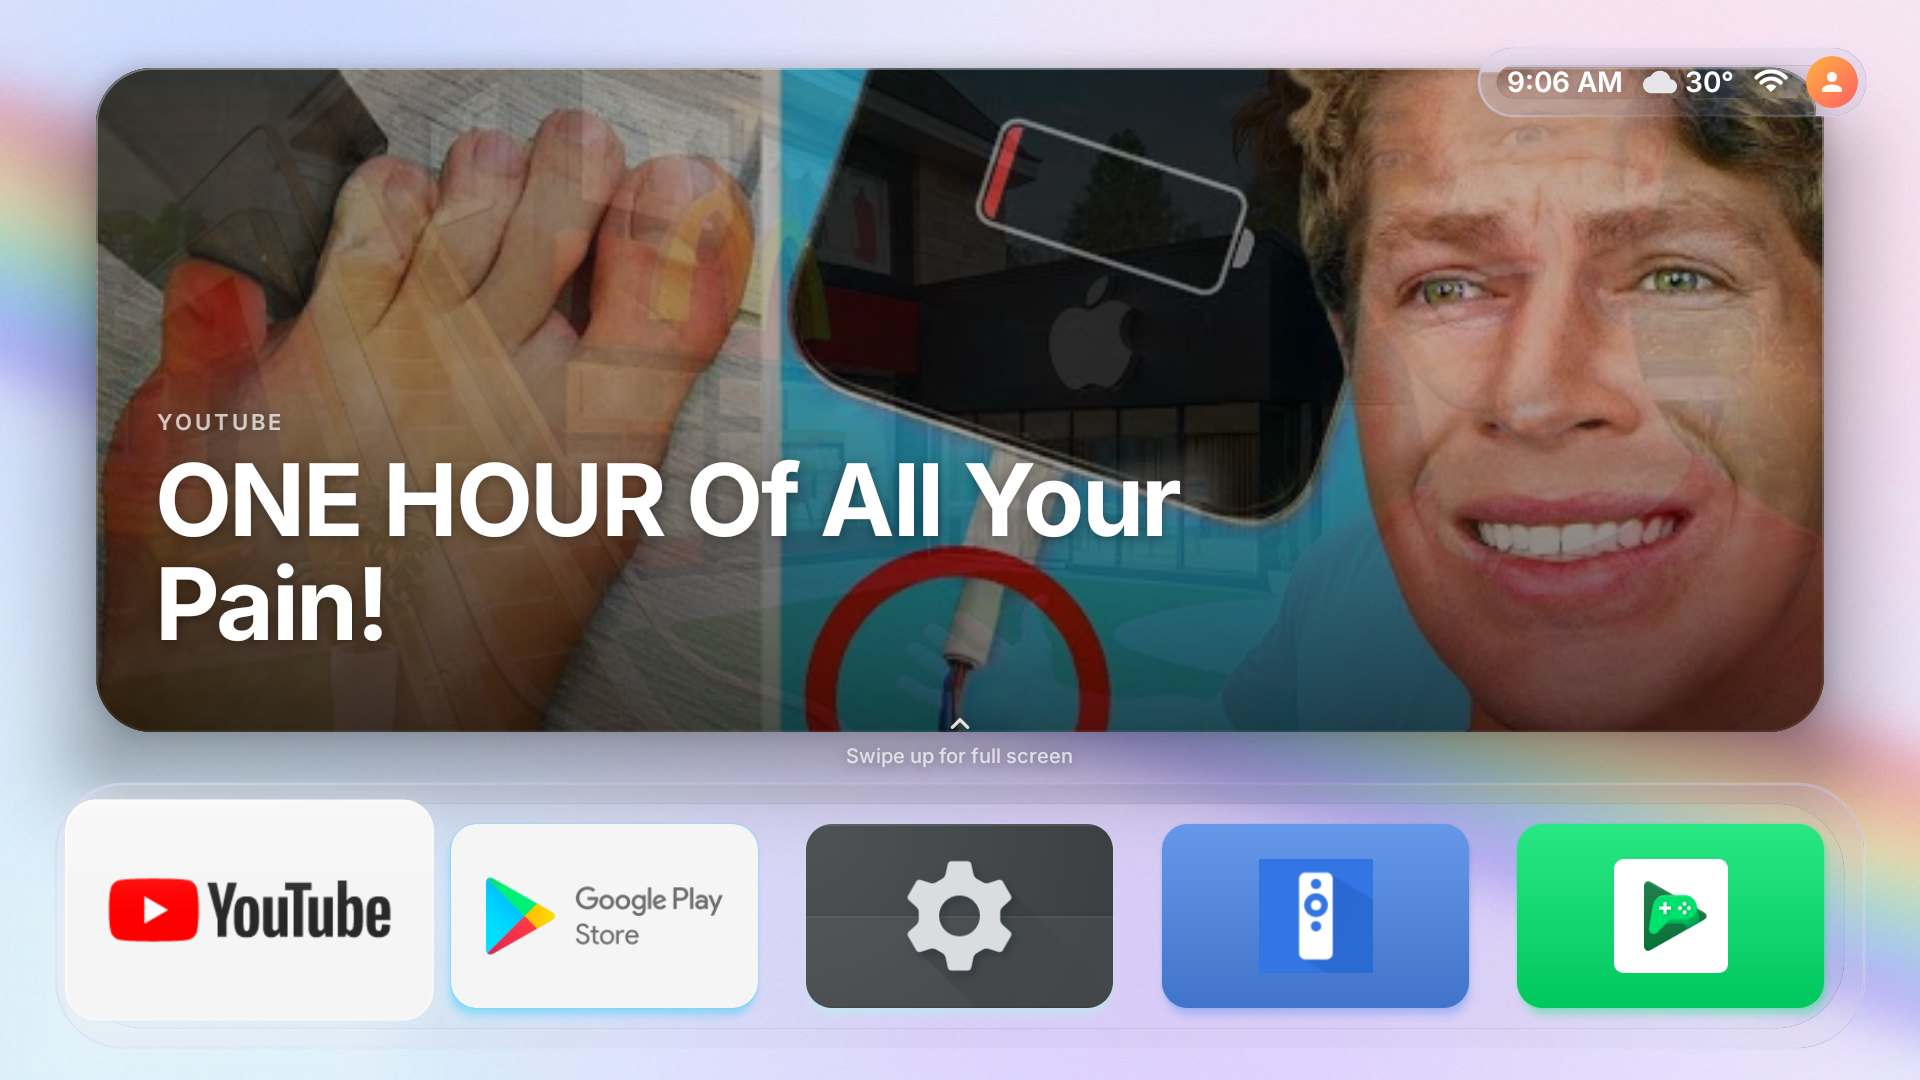 9:06 AM 30°
YOUTUBE
ONE HOUR Of All Your
Pain!
Swipe up for full screen
YouTube
Google Play
Store